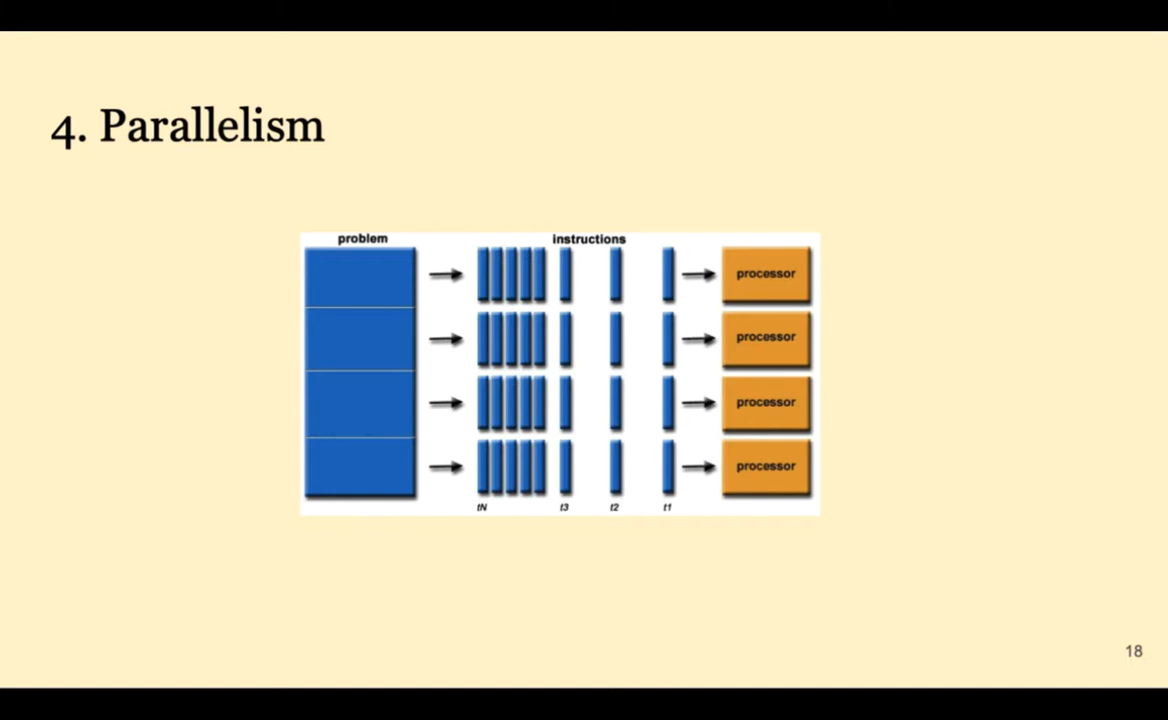 4. Parallelism
problem
instructions
processor
processor
processor
processor
tN t3 t2 t1
18